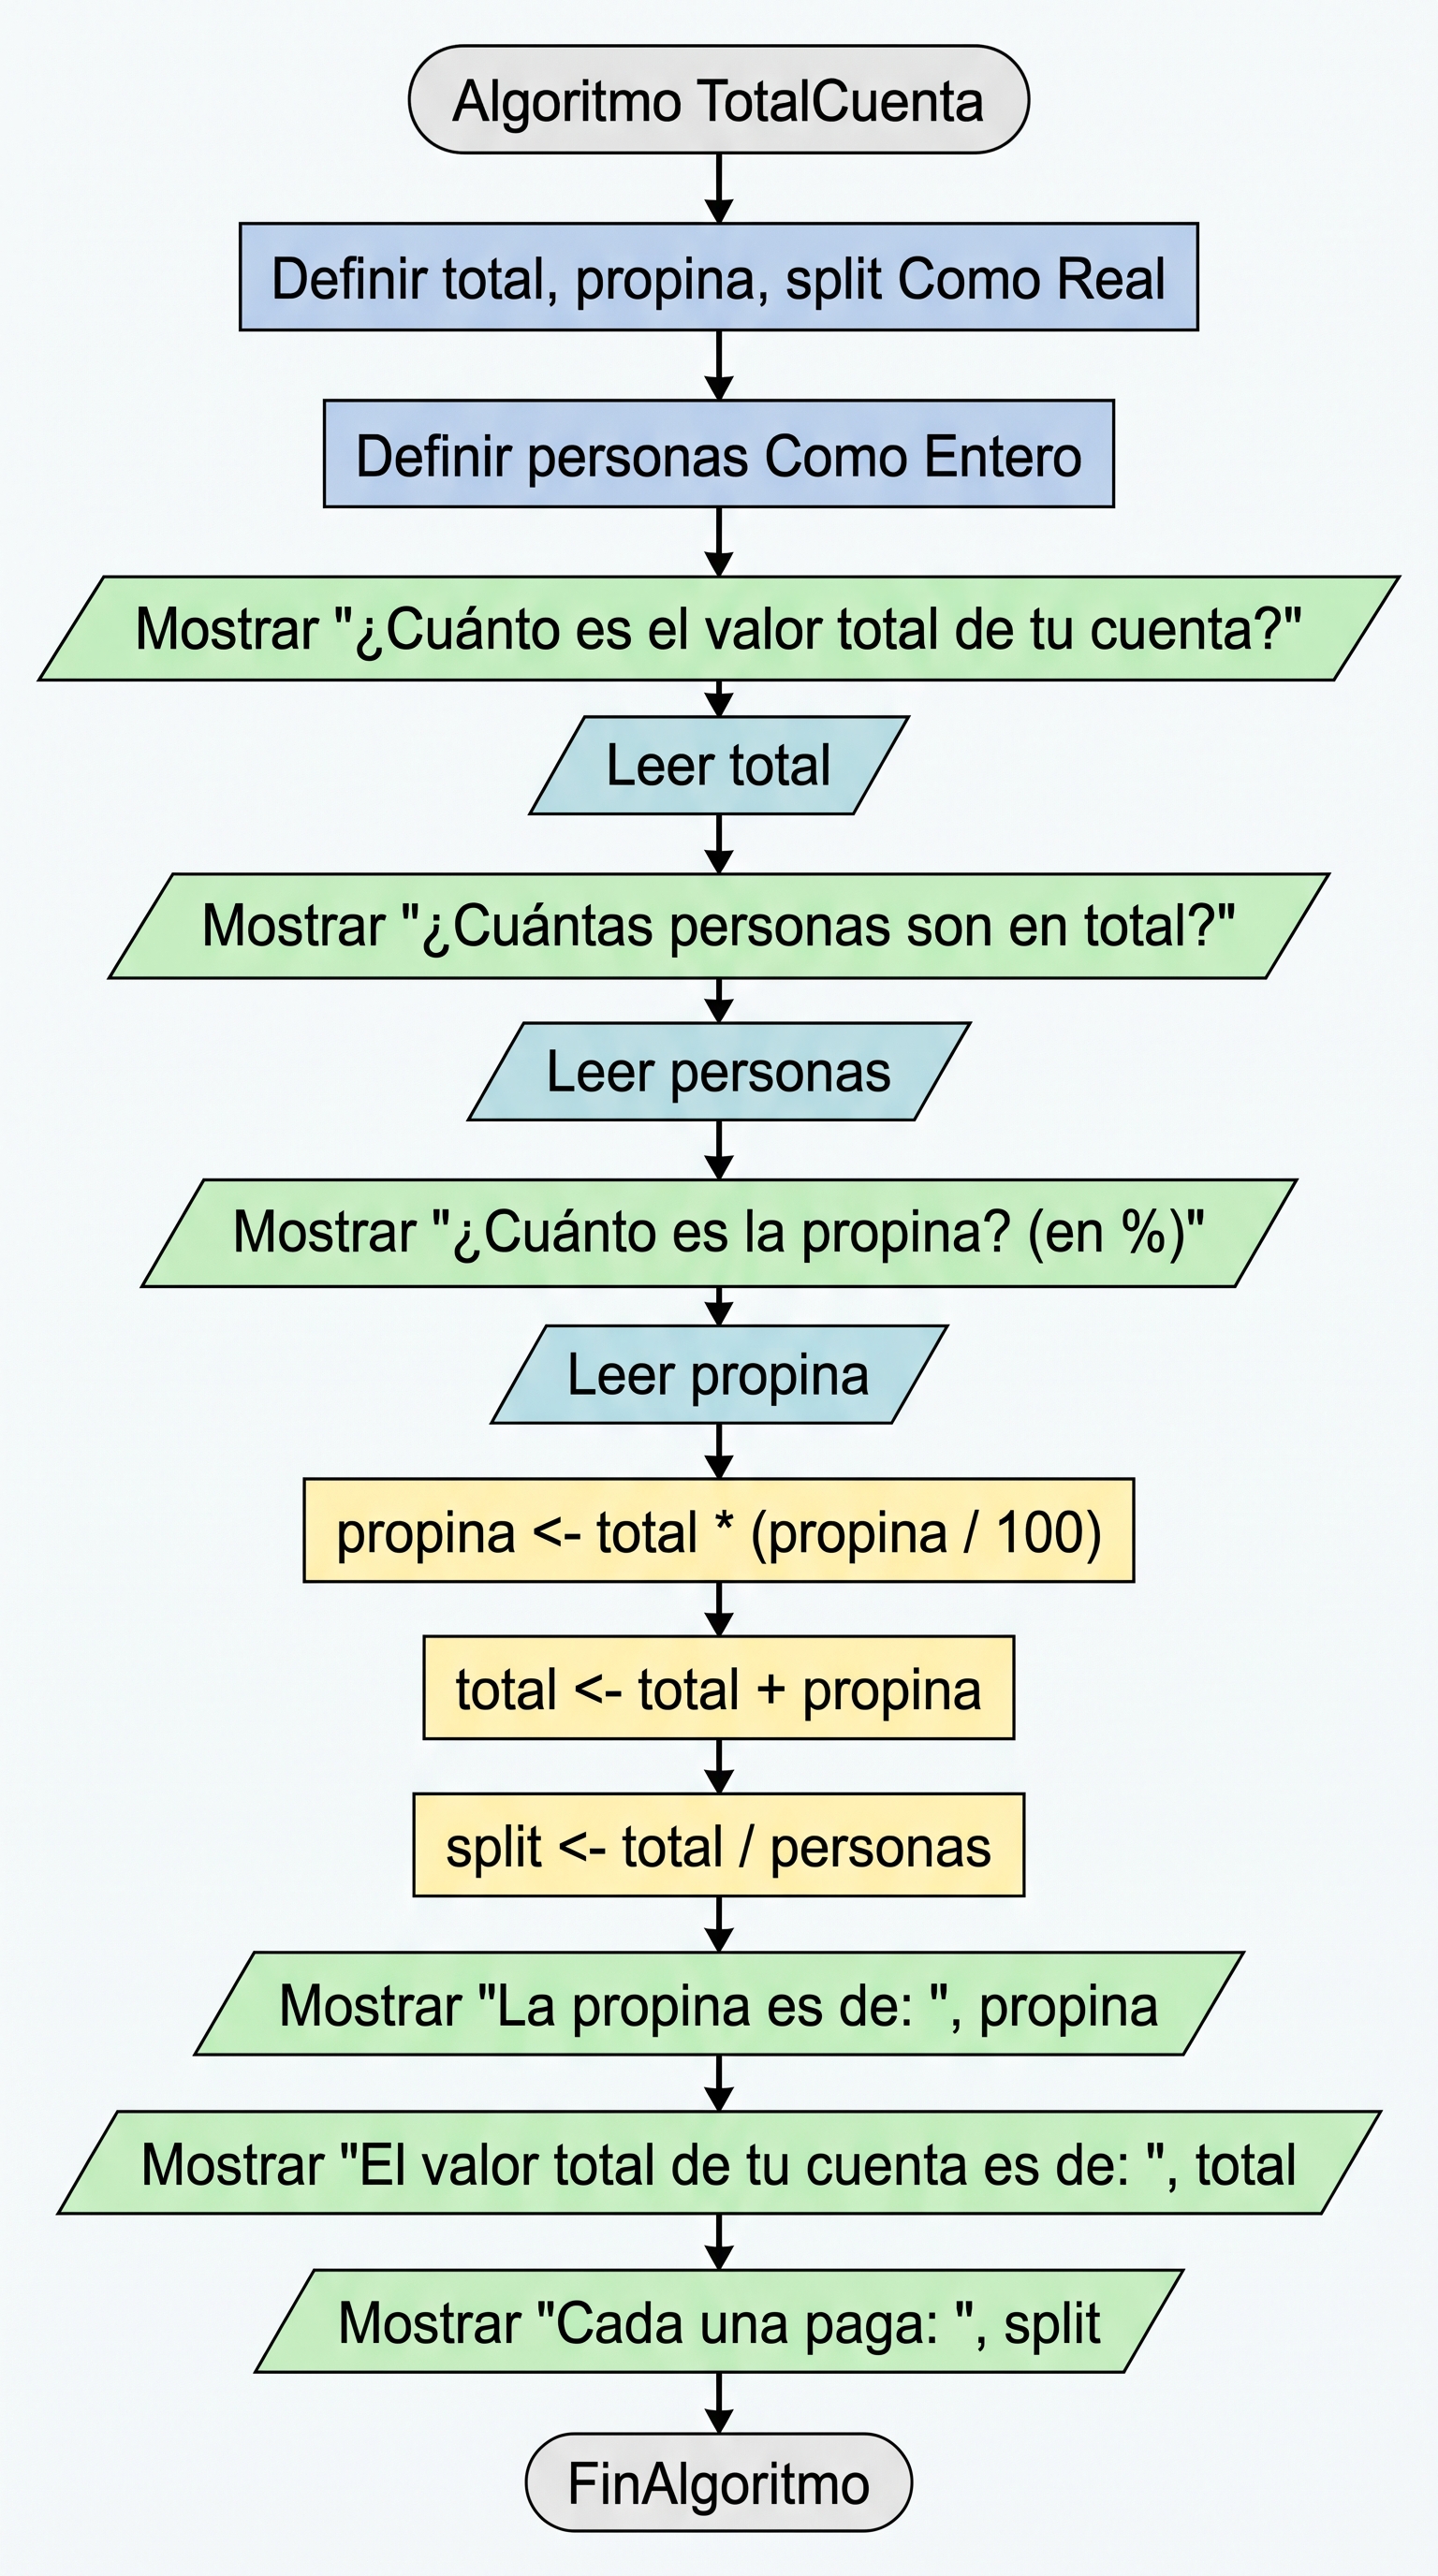 Algoritmo TotalCuenta
Definir total, propina, split Como Real
Definir personas Como Entero
Mostrar "¿Cuánto es el valor total de tu cuenta?"
Leer total
Mostrar "¿Cuántas personas son en total?"
Leer personas
Mostrar "¿Cuánto es la propina? (en %)"
Leer propina
propina <- total * (propina / 100)
total <- total + propina
split <- total / personas
Mostrar "La propina es de: ", propina
Mostrar "El valor total de tu cuenta es de: ", total
Mostrar "Cada una paga: ", split
FinAlgoritmo